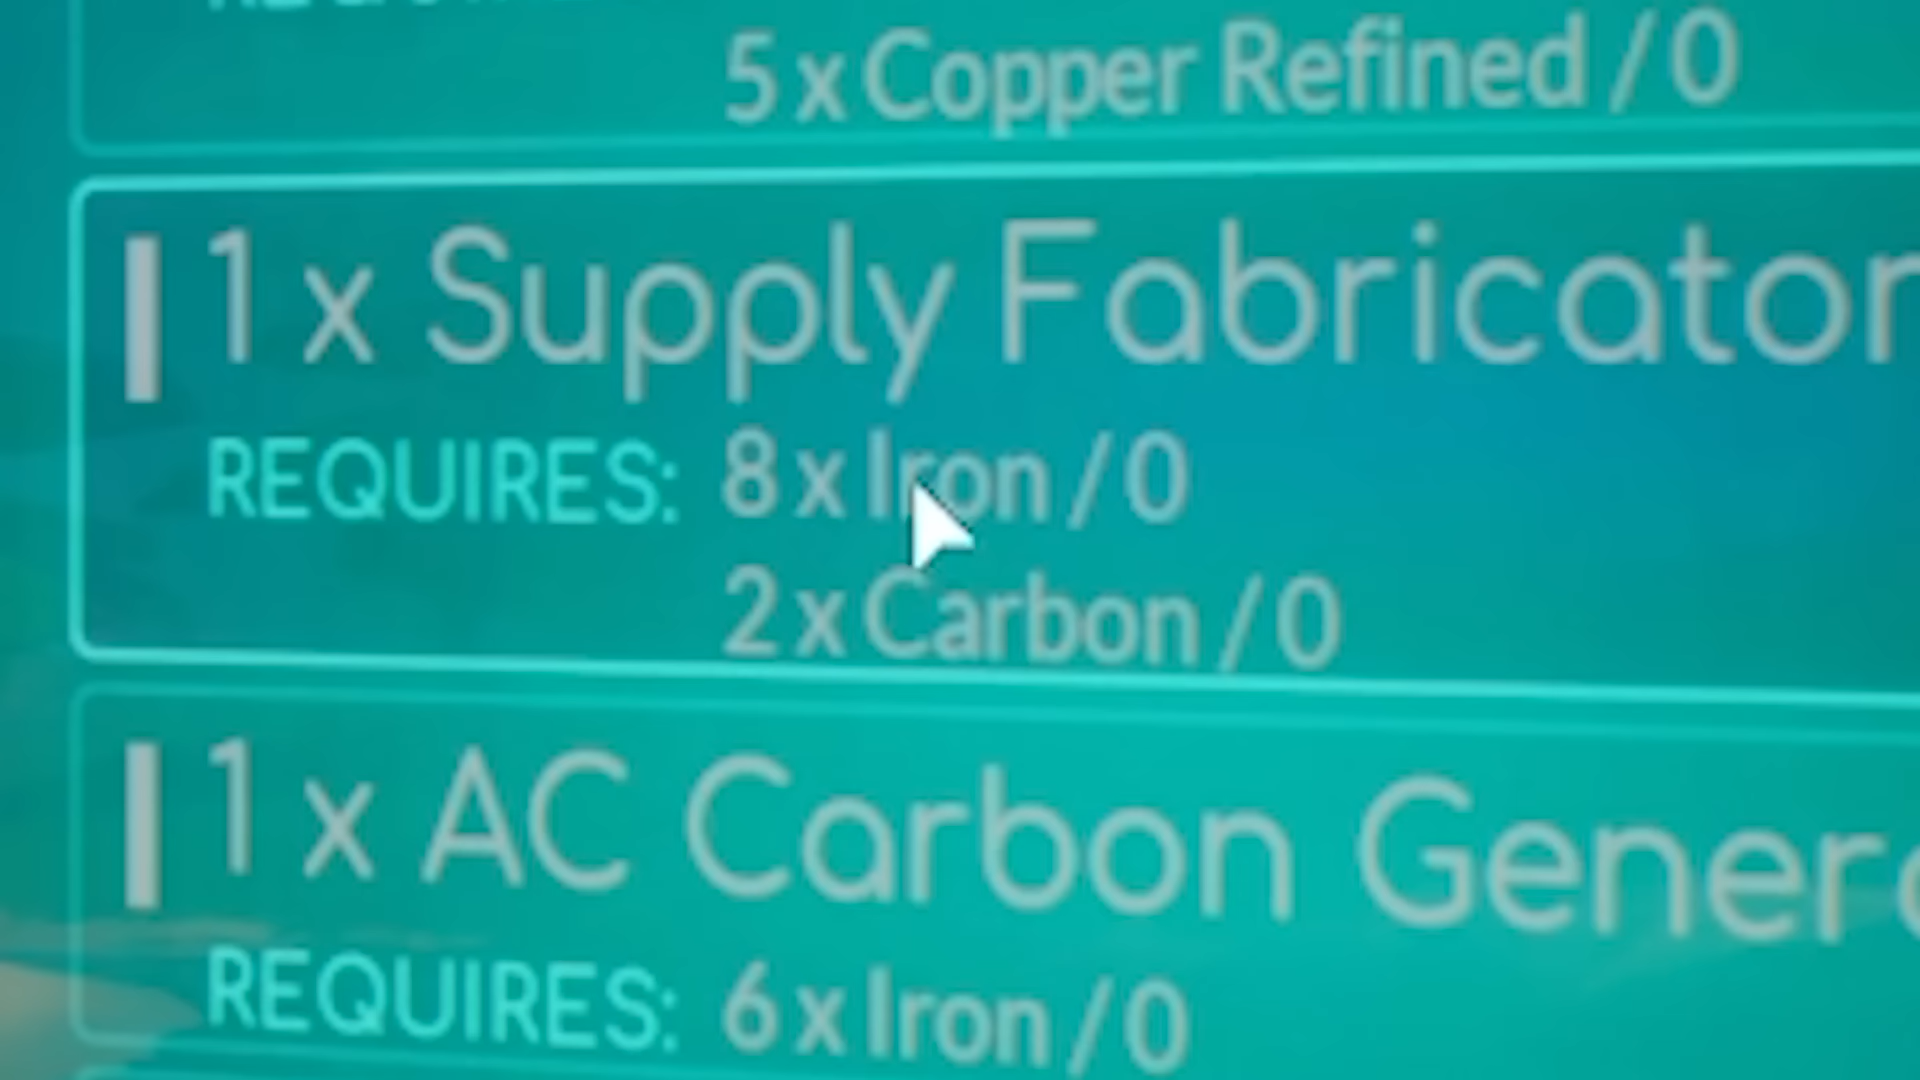 5 x Copper Refined / 0
1 x Supply Fabricator
REQUIRES: 8 x Iron / 0
2 x Carbon / 0
1 x AC Carbon
REQUIRES: 6 x Iron / 0